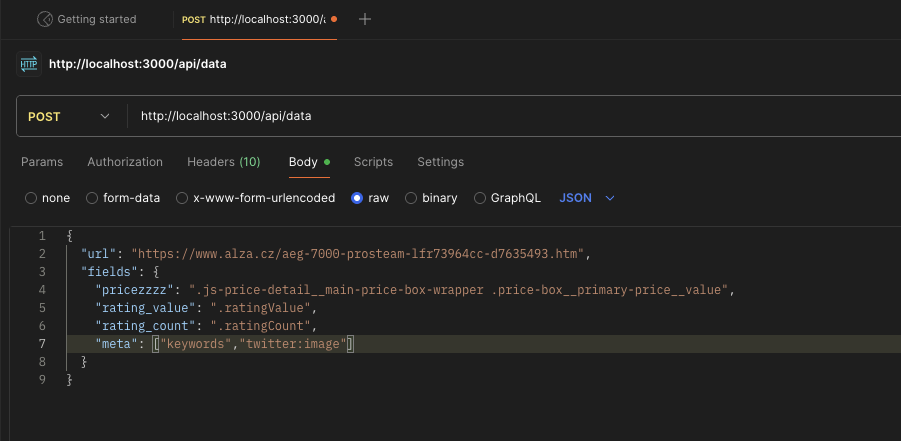 Getting started
POST http://localhost:3000/a
http://localhost:3000/api/data
POST http://localhost:3000/api/data
Params Authorization Headers (10) Body Scripts Settings
none form-data x-www-form-urlencoded raw binary GraphQL JSON
1 {
2 "url": "https://www.alza.cz/aeg-7000-prosteam-lfr73964cc-d7635493.htm",
3 "fields": {
4 "pricezzzz": ".js-price-detail__main-price-box-wrapper .price-box__primary-price__value",
5 "rating_value": ".ratingValue",
6 "rating_count": ".ratingCount",
7 "meta": ["keywords","twitter:image"]
8 }
9 }